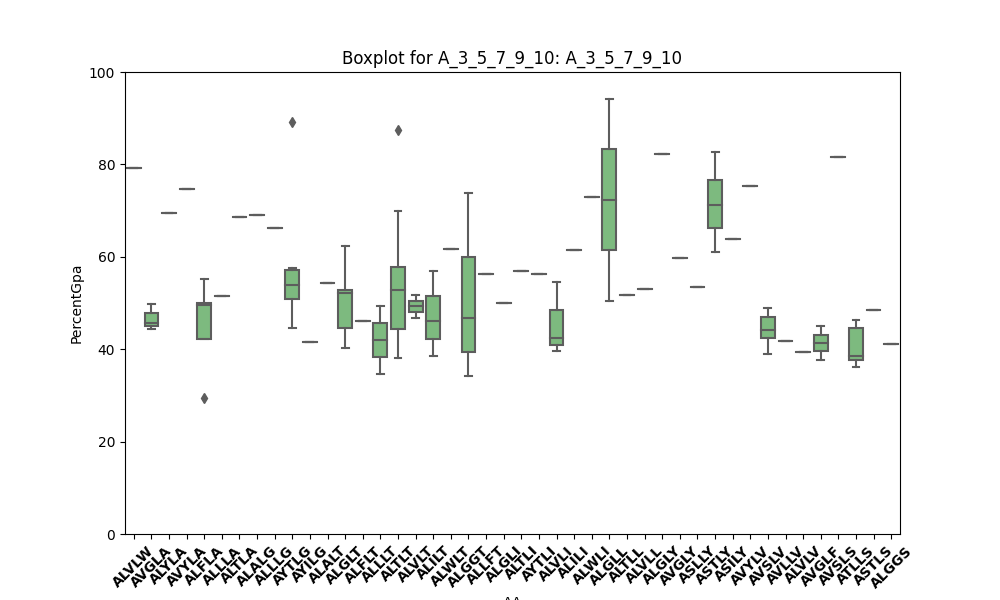 Boxplot for A_3_5_7_9_10: A_3_5_7_9_10
100
80
60
40
20
0
PercentGpa
ALVLW
AVGLA
ALYLA
AVYLA
ALFLA
ALLLA
ALTLA
ALALG
ALLLG
AYTLG
AYILG
ALALT
ALGLT
ALFLT
ALLLT
ALTLT
ALVLT
ALILT
ALWLT
ALGGT
ALLFT
ALGLI
ALTLI
AYTLI
ALVLI
ALILI
ALWLI
ALGLL
ALTLL
ALVLL
ALGLY
AVGLY
ASLLY
ASTLY
ASILY
AVYLV
AVSLV
AVLLV
ALVLV
AVGLF
AVSLS
ATLLS
ASTLS
ALGGS